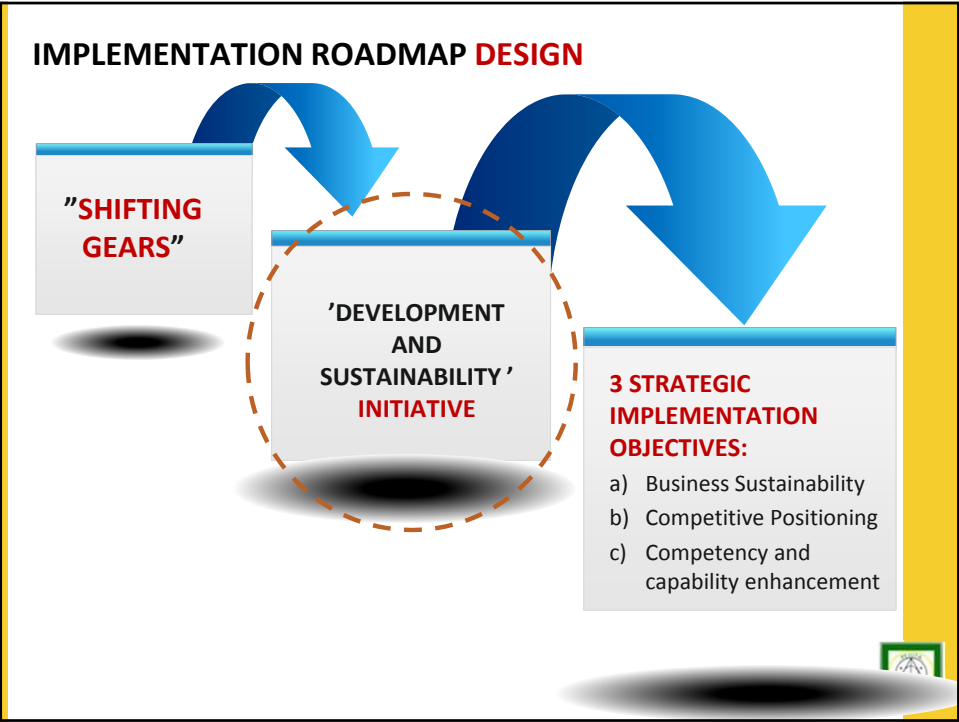 IMPLEMENTATION ROADMAP DESIGN
”SHIFTING
GEARS”
’DEVELOPMENT
AND
SUSTAINABILITY ’
INITIATIVE
3 STRATEGIC
IMPLEMENTATION
OBJECTIVES:
a) Business Sustainability
b) Competitive Positioning
c) Competency and
capability enhancement